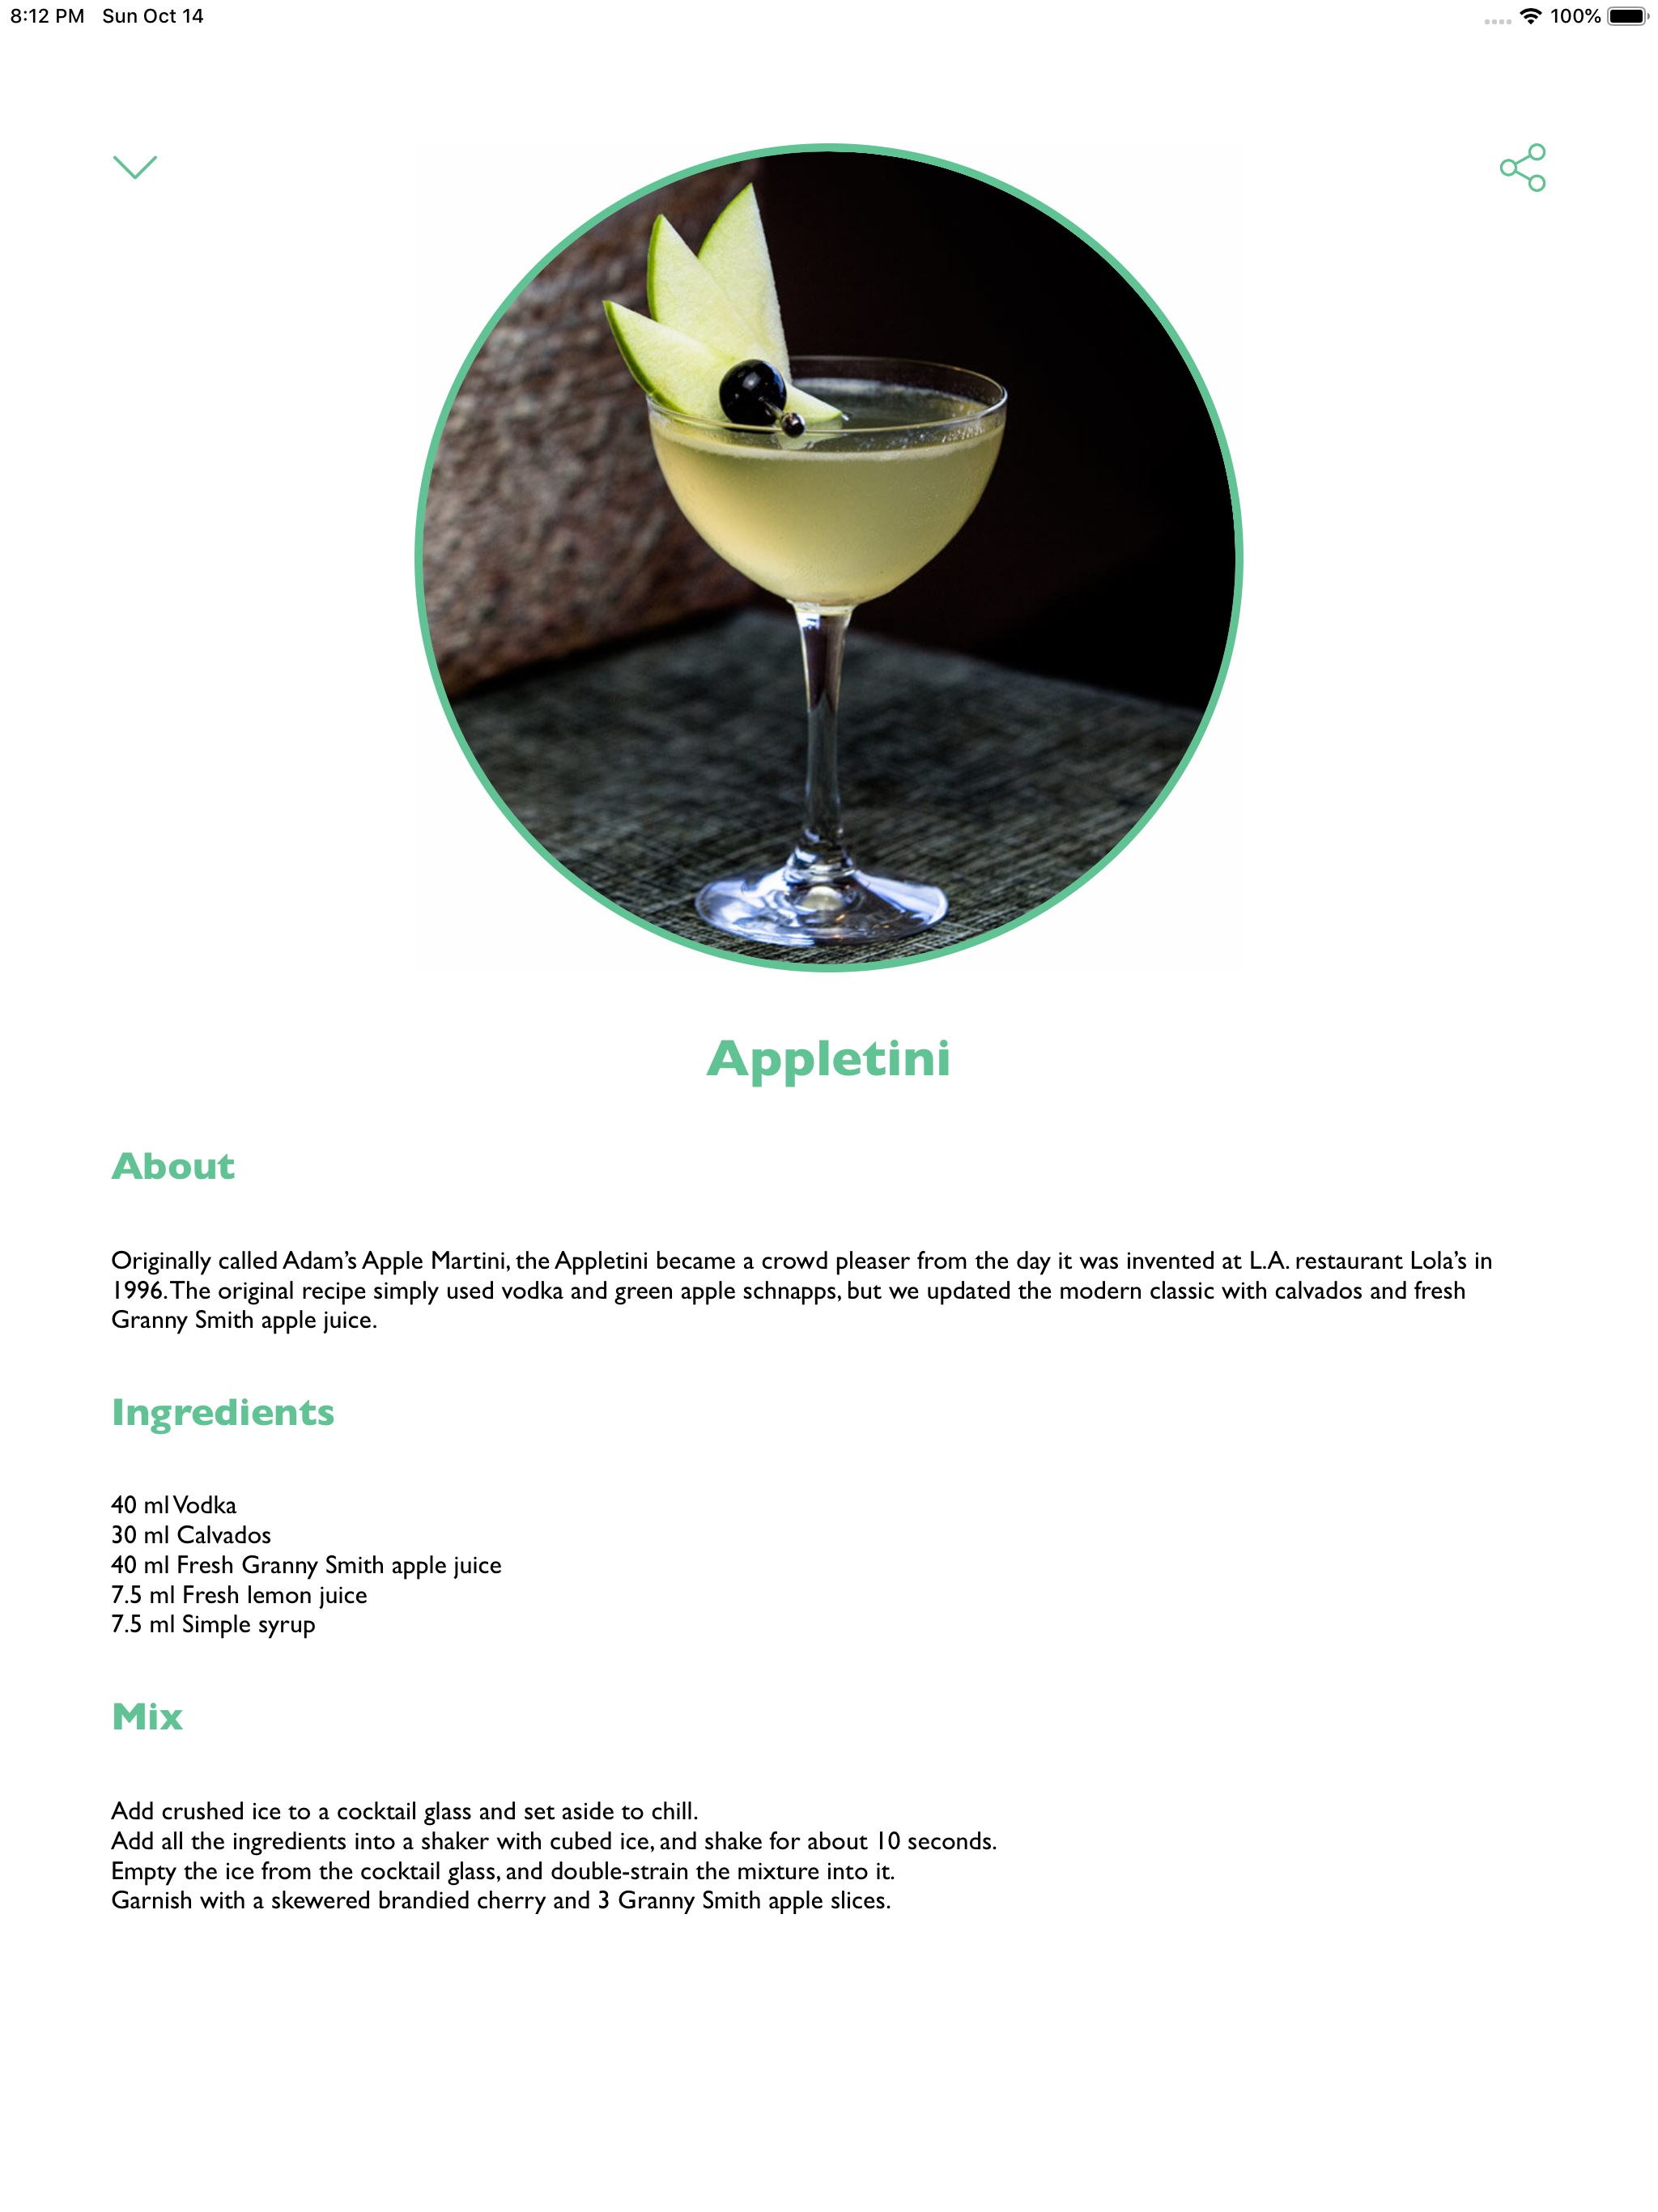 8:12 PM Sun Oct 14
100%
Appletini
About
Originally called Adam’s Apple Martini, the Appletini became a crowd pleaser from the day it was invented at L.A. restaurant Lola’s in
1996. The original recipe simply used vodka and green apple schnapps, but we updated the modern classic with calvados and fresh
Granny Smith apple juice.
Ingredients
40 ml Vodka
30 ml Calvados
40 ml Fresh Granny Smith apple juice
7.5 ml Fresh lemon juice
7.5 ml Simple syrup
Mix
Add crushed ice to a cocktail glass and set aside to chill.
Add all the ingredients into a shaker with cubed ice, and shake for about 10 seconds.
Empty the ice from the cocktail glass, and double-strain the mixture into it.
Garnish with a skewered brandied cherry and 3 Granny Smith apple slices.